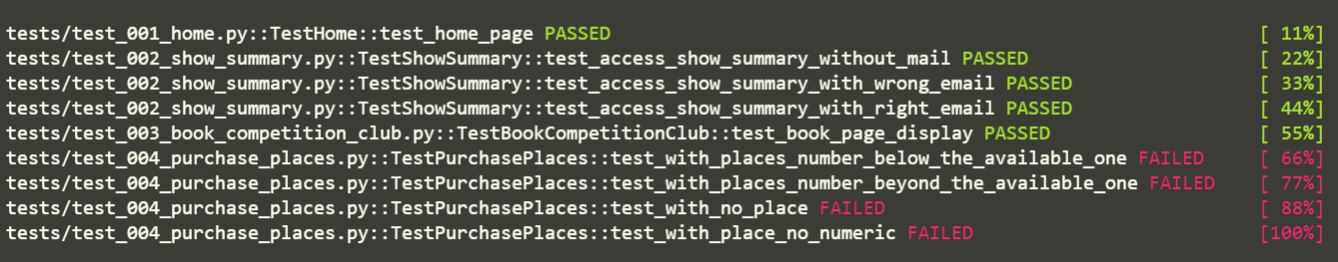 tests/test_001_home.py::TestHome::test_home_page PASSED [ 11%]
tests/test_002_show_summary.py::TestShowSummary::test_access_show_summary_without_mail PASSED [ 22%]
tests/test_002_show_summary.py::TestShowSummary::test_access_show_summary_with_wrong_email PASSED [ 33%]
tests/test_002_show_summary.py::TestShowSummary::test_access_show_summary_with_right_email PASSED [ 44%]
tests/test_003_book_competition_club.py::TestBookCompetitionClub::test_book_page_display PASSED [ 55%]
tests/test_004_purchase_places.py::TestPurchasePlaces::test_with_places_number_below_the_available_one FAILED [ 66%]
tests/test_004_purchase_places.py::TestPurchasePlaces::test_with_places_number_beyond_the_available_one FAILED [ 77%]
tests/test_004_purchase_places.py::TestPurchasePlaces::test_with_no_place FAILED [ 88%]
tests/test_004_purchase_places.py::TestPurchasePlaces::test_with_place_no_numeric FAILED [100%]